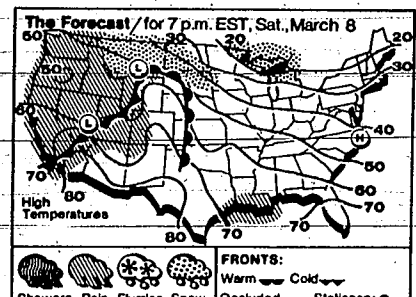 The Forecast / for 7 p.m. EST, Sat., March 8
50 30 20 20
50 30
L
60 L 40
H
50
70 60
80 70
High
Temperatures
80 70 70
FRONTS:
Warm Cold
Showers Rain Flurries Snow
Occluded Stationary